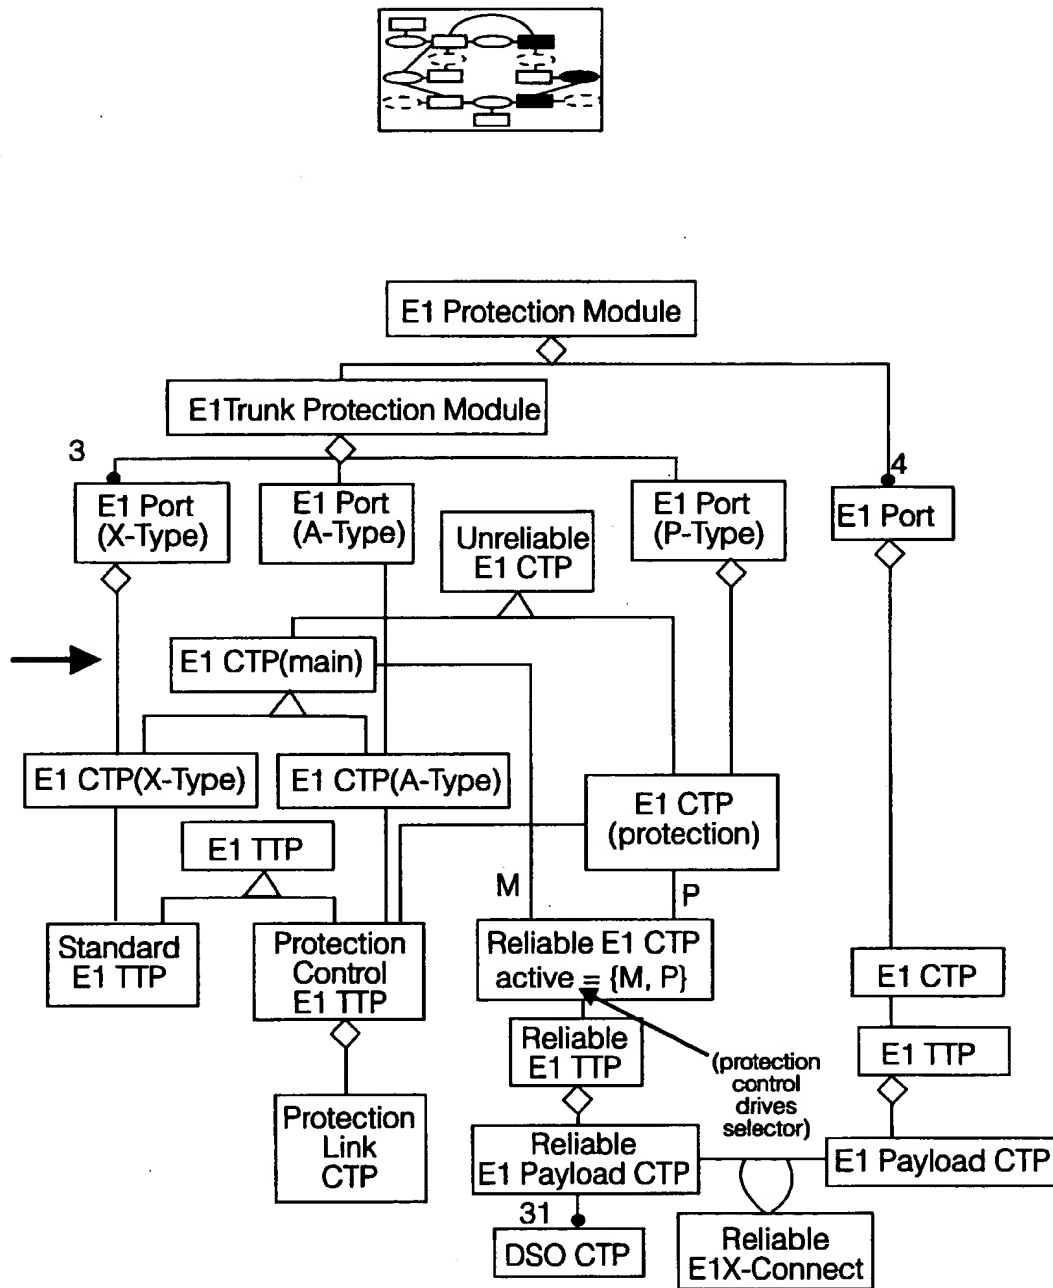 E1 Protection Module
E1Trunk Protection Module
3
4
E1 Port
(X-Type)
E1 Port
(A-Type)
E1 Port
(P-Type)
E1 Port
Unreliable
E1 CTP
E1 CTP(main)
E1 CTP(X-Type)
E1 CTP(A-Type)
E1 CTP
(protection)
E1 TTP
M
P
Standard
E1 TTP
Protection
Control
E1 TTP
Reliable E1 CTP
active = {M, P}
E1 CTP
Reliable
E1 TTP
E1 TTP
(protection
control
drives
selector)
Protection
Link
CTP
Reliable
E1 Payload CTP
E1 Payload CTP
31
DSO CTP
Reliable
E1X-Connect